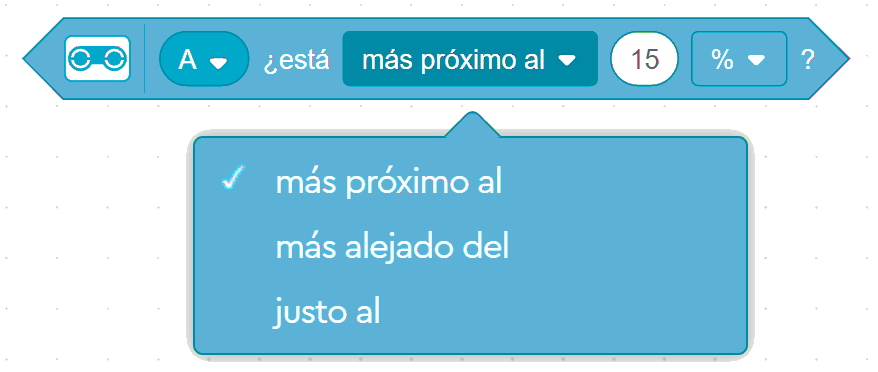 A ¿está más próximo al 15 % ?
más próximo al
más alejado del
justo al